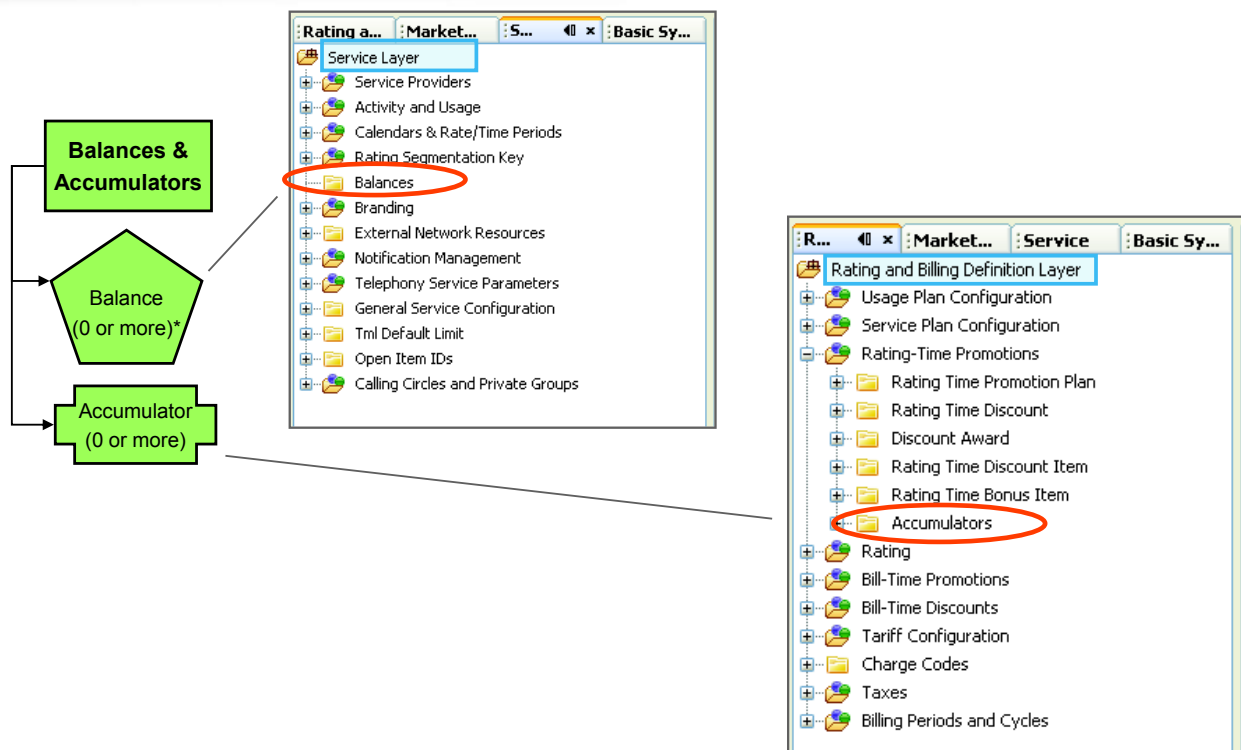 Balances &
Accumulators
Balance
(0 or more)*
Accumulator
(0 or more)
Rating a... Market... S... Basic Sy...
Service Layer
Service Providers
Activity and Usage
Calendars & Rate/Time Periods
Rating Segmentation Key
Balances
Branding
External Network Resources
Notification Management
Telephony Service Parameters
General Service Configuration
Tml Default Limit
Open Item IDs
Calling Circles and Private Groups
R... Market... Service Basic Sy...
Rating and Billing Definition Layer
Usage Plan Configuration
Service Plan Configuration
Rating-Time Promotions
Rating Time Promotion Plan
Rating Time Discount
Discount Award
Rating Time Discount Item
Rating Time Bonus Item
Accumulators
Rating
Bill-Time Promotions
Bill-Time Discounts
Tariff Configuration
Charge Codes
Taxes
Billing Periods and Cycles